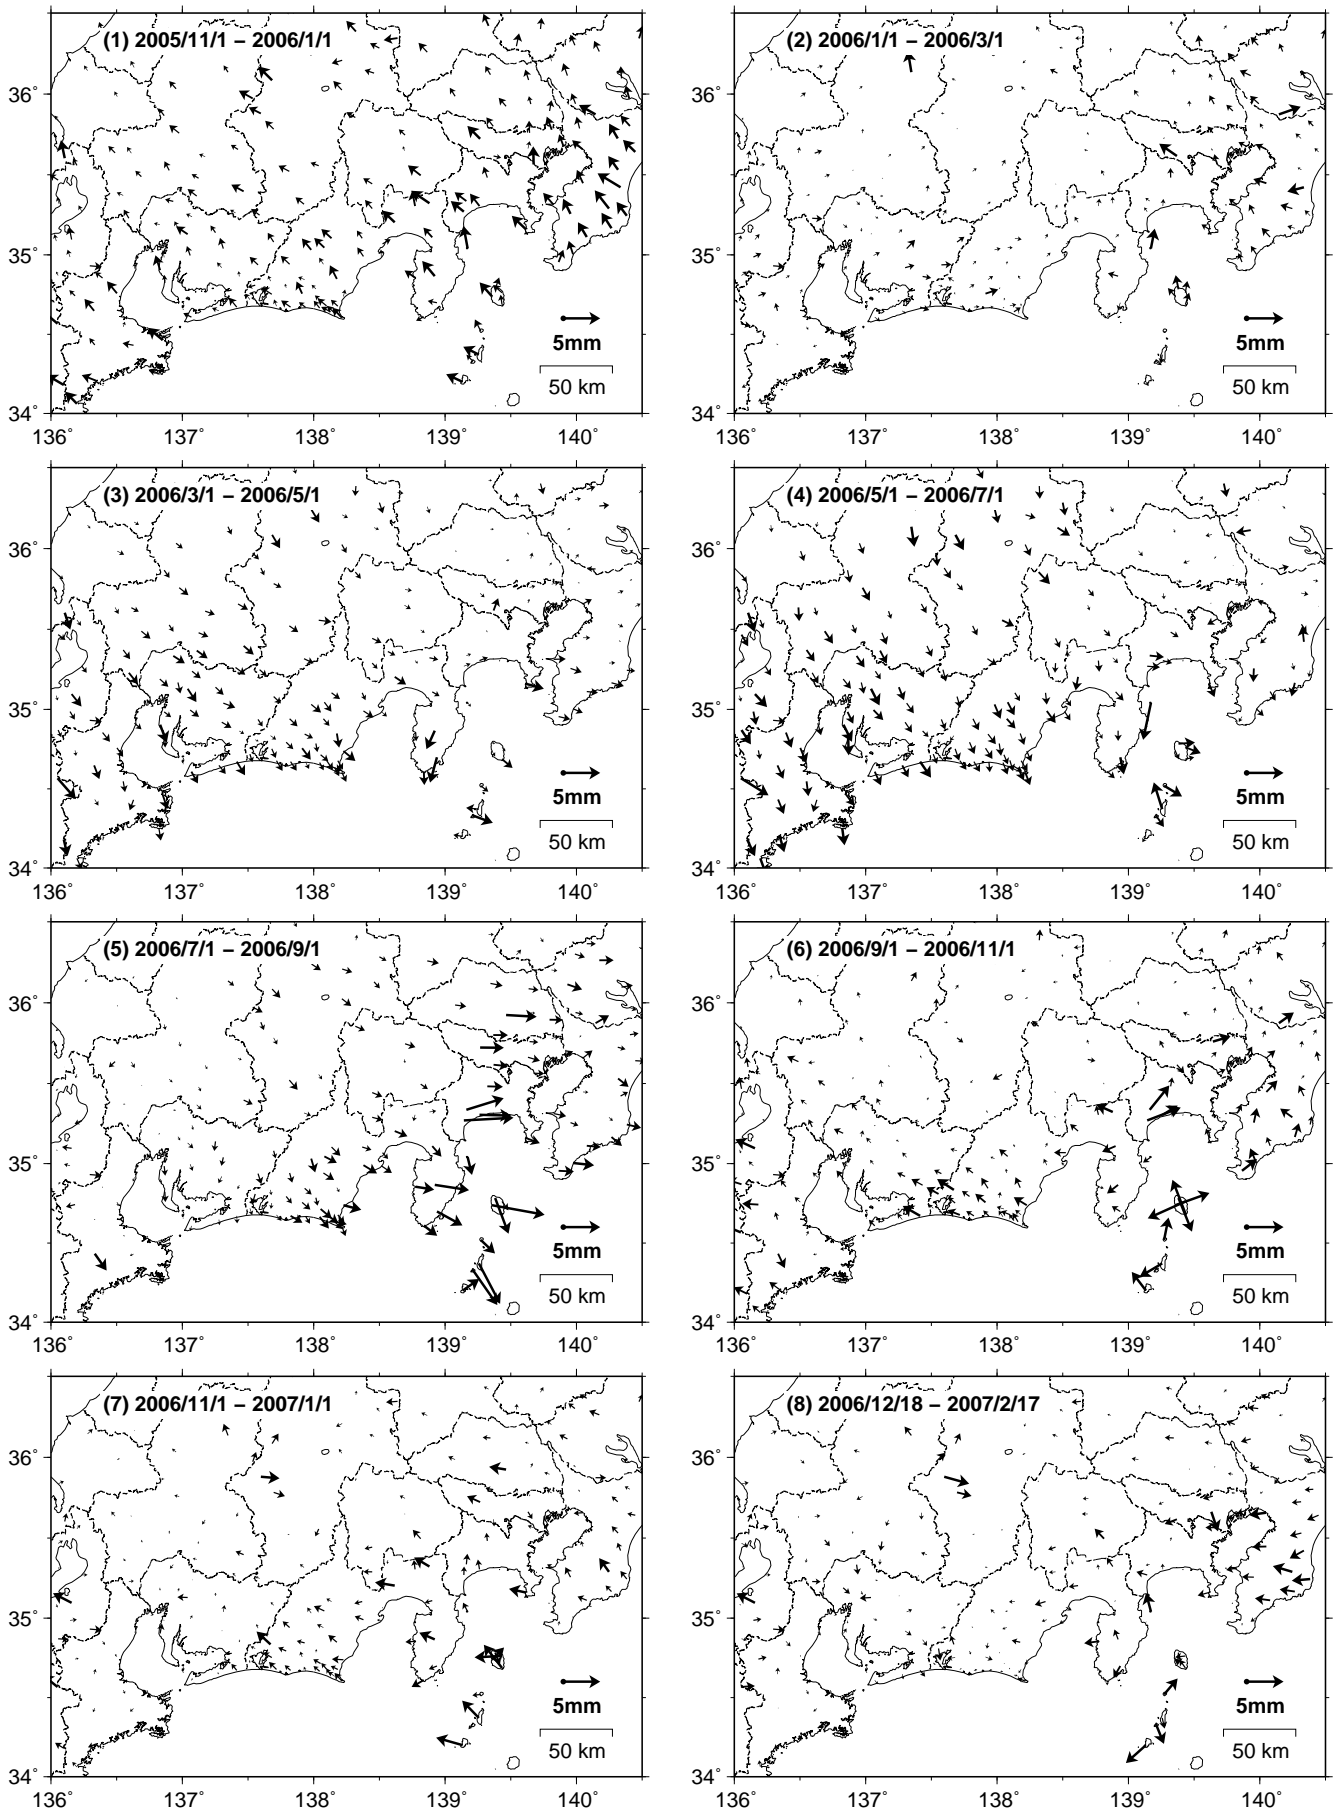 (1) 2005/11/1 – 2006/1/1
36˚
35˚
34˚
5mm
50 km
136˚ 137˚ 138˚ 139˚ 140˚
(2) 2006/1/1 – 2006/3/1
36˚
35˚
34˚
5mm
50 km
136˚ 137˚ 138˚ 139˚ 140˚
(3) 2006/3/1 – 2006/5/1
36˚
35˚
34˚
5mm
50 km
136˚ 137˚ 138˚ 139˚ 140˚
(4) 2006/5/1 – 2006/7/1
36˚
35˚
34˚
5mm
50 km
136˚ 137˚ 138˚ 139˚ 140˚
(5) 2006/7/1 – 2006/9/1
36˚
35˚
34˚
5mm
50 km
136˚ 137˚ 138˚ 139˚ 140˚
(6) 2006/9/1 – 2006/11/1
36˚
35˚
34˚
5mm
50 km
136˚ 137˚ 138˚ 139˚ 140˚
(7) 2006/11/1 – 2007/1/1
36˚
35˚
34˚
5mm
50 km
136˚ 137˚ 138˚ 139˚ 140˚
(8) 2006/12/18 – 2007/2/17
36˚
35˚
34˚
5mm
50 km
136˚ 137˚ 138˚ 139˚ 140˚